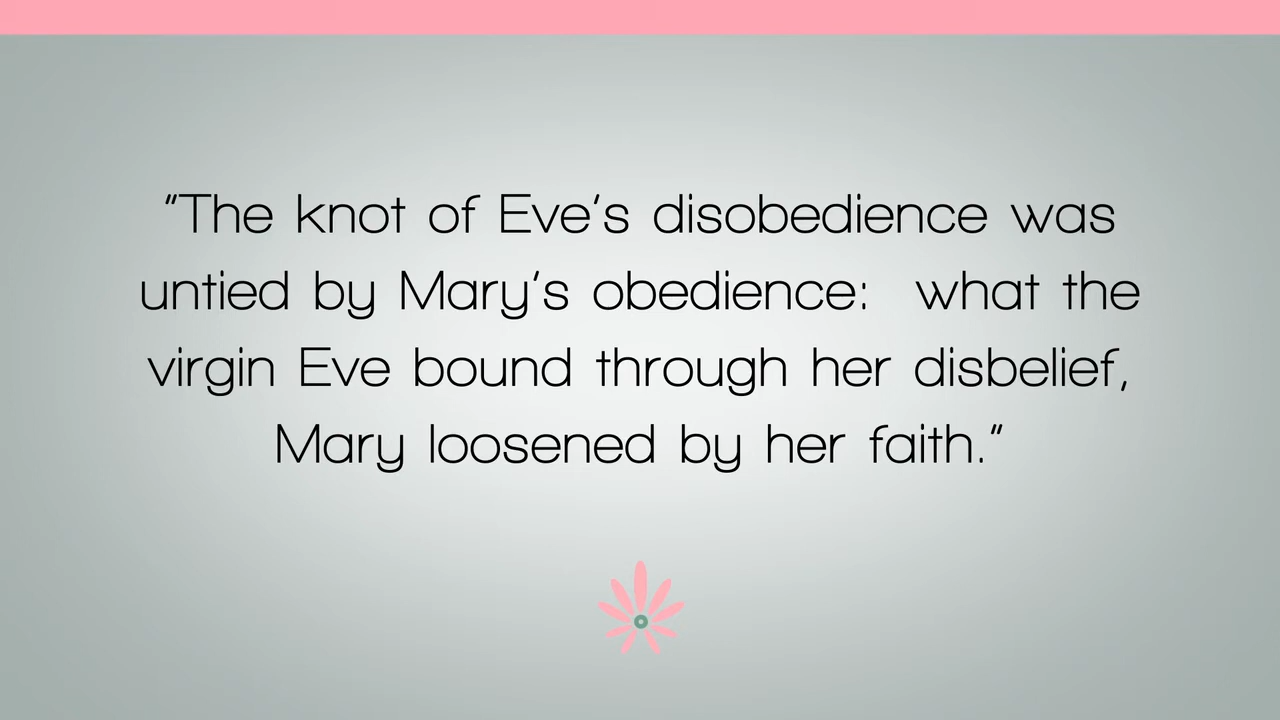 "The knot of Eve's disobedience was
untied by Mary's obedience:  what the
virgin Eve bound through her disbelief,
Mary loosened by her faith."